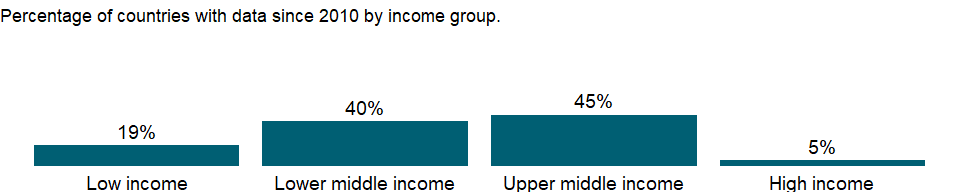 Percentage of countries with data since 2010 by income group.
45%
40%
19%
5%
Low income
Lower middle income
Upper middle income
High income